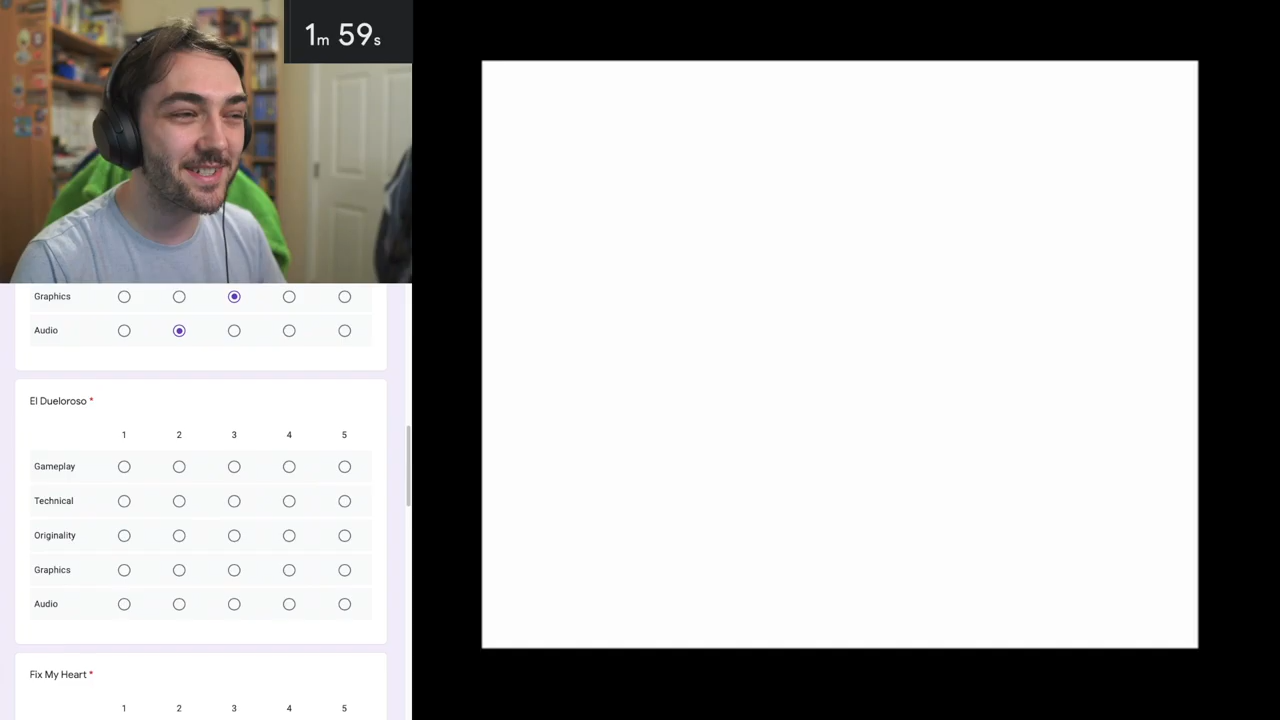 1m 59s
Graphics
Audio
El Dueloroso *
1 2 3 4 5
Gameplay
Technical
Originality
Graphics
Audio
Fix My Heart *
1 2 3 4 5